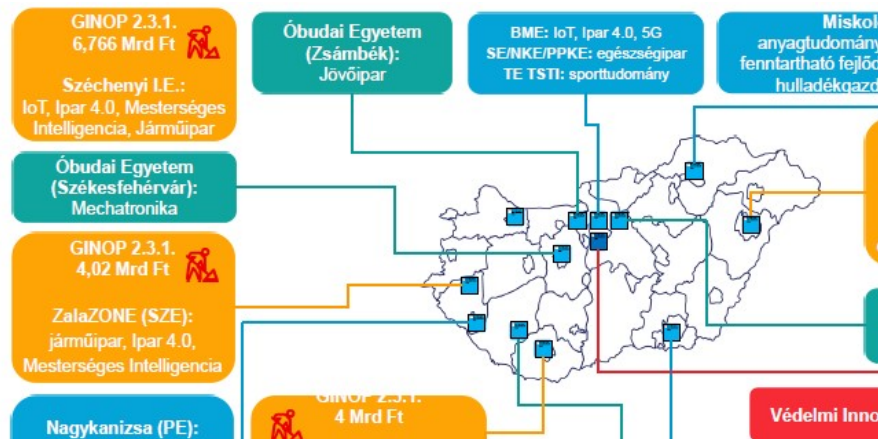 GINOP 2.3.1.
6,766 Mrd Ft
Széchenyi I.E.:
IoT, Ipar 4.0, Mesterséges
Intelligencia, Járműipar
Óbudai Egyetem
(Zsámbék):
Jövőipar
BME: IoT, Ipar 4.0, 5G
SE/NKE/PPKE: egészségipar
TE TSTI: sporttudomány
Miskol
anyagtudomány
fenntartható fejlőd
hulladékgazd
Óbudai Egyetem
(Székesfehérvár):
Mechatronika
GINOP 2.3.1.
4,02 Mrd Ft
ZalaZONE (SZE):
járműipar, Ipar 4.0,
Mesterséges Intelligencia
Nagykanizsa (PE):
GINOP 2.3.1.
4 Mrd Ft
Védelmi Inno